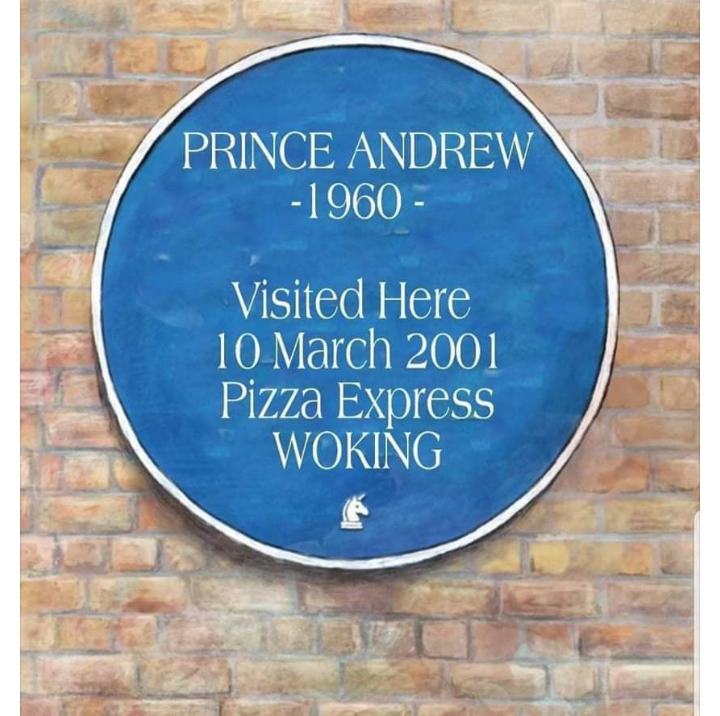 PRINCE ANDREW
-1960 -
Visited Here
10 March 2001
Pizza Express
WOKING